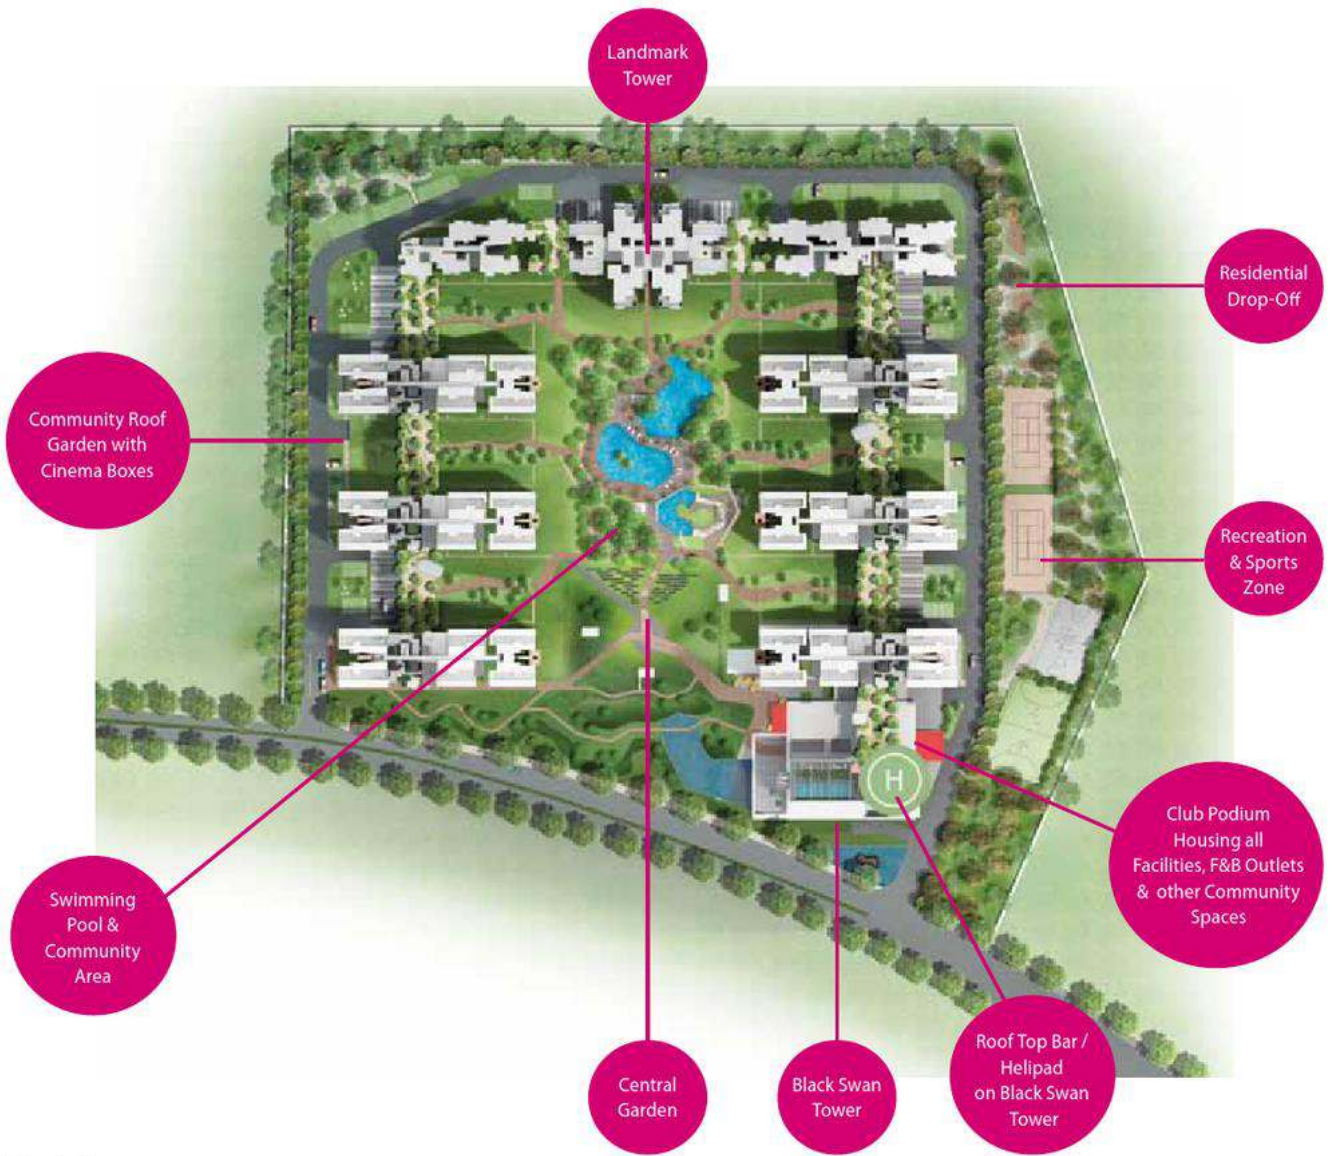 Landmark
Tower
Residential
Drop-Off
Community Roof
Garden with
Cinema Boxes
Recreation
& Sports
Zone
H
Club Podium
Housing all
Facilities, F&B Outlets
& other Community
Spaces
Swimming
Pool &
Community
Area
Roof Top Bar /
Helipad
on Black Swan
Tower
Central
Garden
Black Swan
Tower